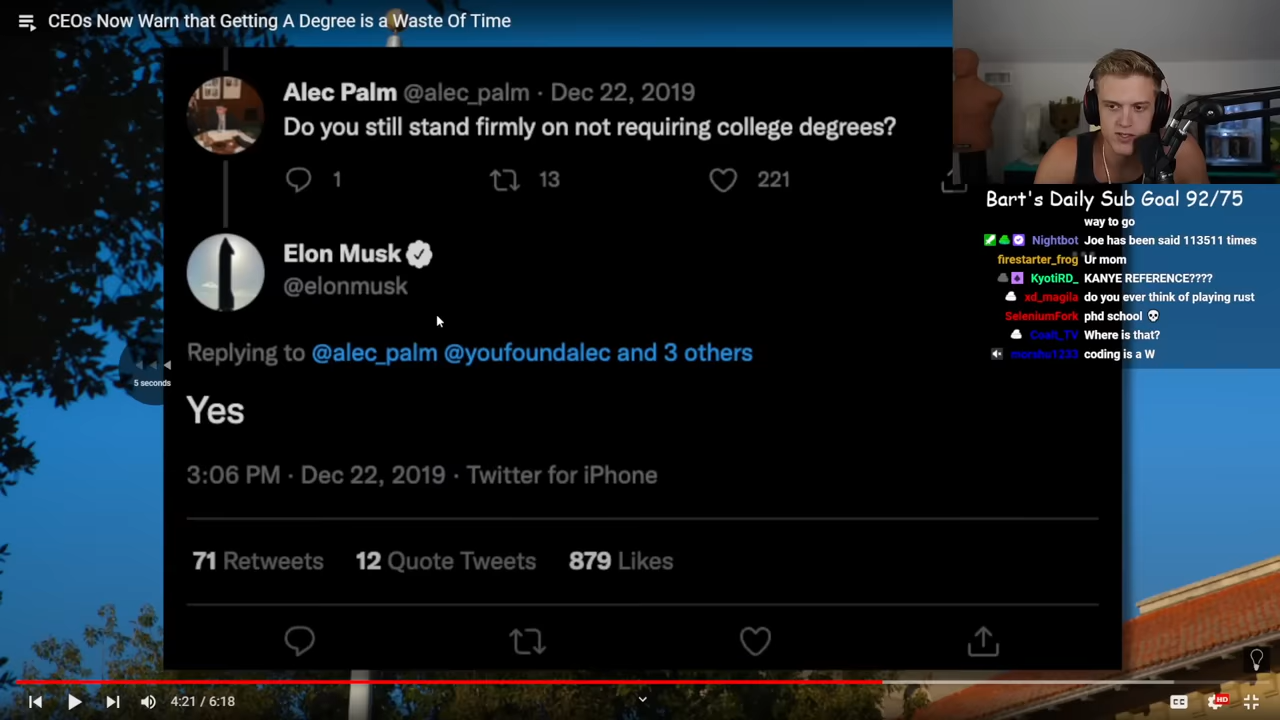 CEOs Now Warn that Getting A Degree is a Waste Of Time
Alec Palm @alec_palm · Dec 22, 2019
Do you still stand firmly on not requiring college degrees?
1 13 221
Elon Musk
@elonmusk
Replying to @alec_palm @youfoundalec and 3 others
Yes
3:06 PM · Dec 22, 2019 · Twitter for iPhone
71 Retweets 12 Quote Tweets 879 Likes
5 seconds
Bart's Daily Sub Goal 92/75
way to go
Nightbot Joe has been said 113511 times
firestarter_frog Ur mom
KyotiRD_ KANYE REFERENCE????
xd_magila do you ever think of playing rust
SeleniumFork phd school 💀
Coalt_TV Where is that?
morshu1233 coding is a W
4:21 / 6:18
CC
HD